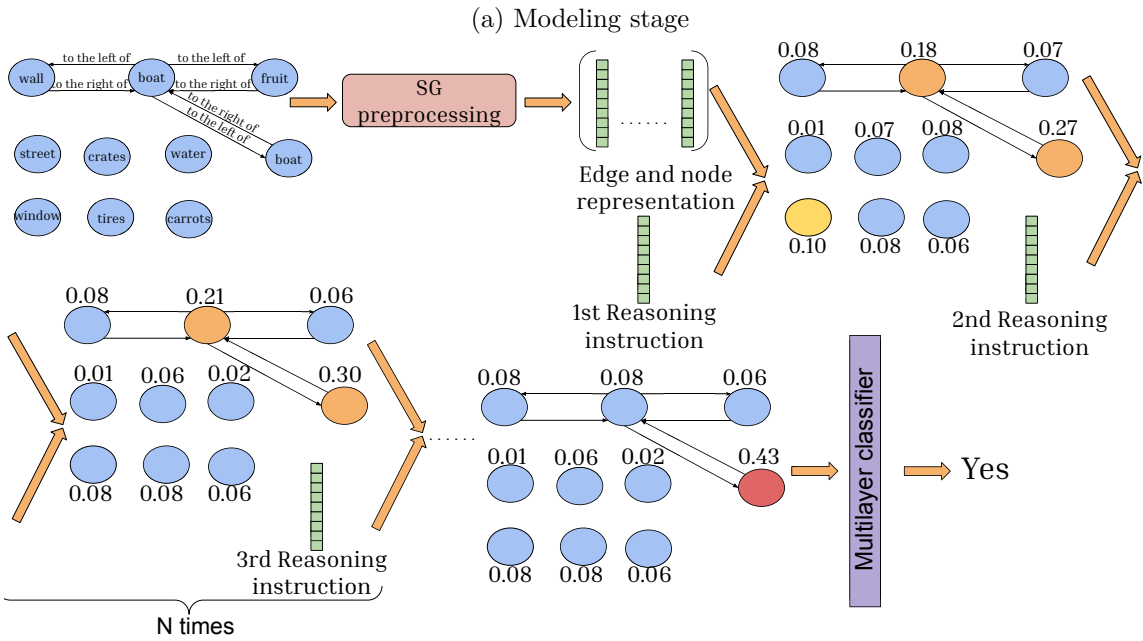 (a) Modeling stage
to the left of
to the left of
wall
boat
fruit
to the right of
to the right of
to the right of
to the left of
street
crates
water
boat
window
tires
carrots
SG
preprocessing
. . . . . .
Edge and node
representation
1st Reasoning
instruction
0.08
0.18
0.07
0.01
0.07
0.08
0.27
0.10
0.08
0.06
2nd Reasoning
instruction
0.08
0.21
0.06
0.01
0.06
0.02
0.30
0.08
0.08
0.06
3rd Reasoning
instruction
N times
. . . . . .
0.08
0.08
0.06
0.01
0.06
0.02
0.43
0.08
0.08
0.06
Multilayer classifier
Yes